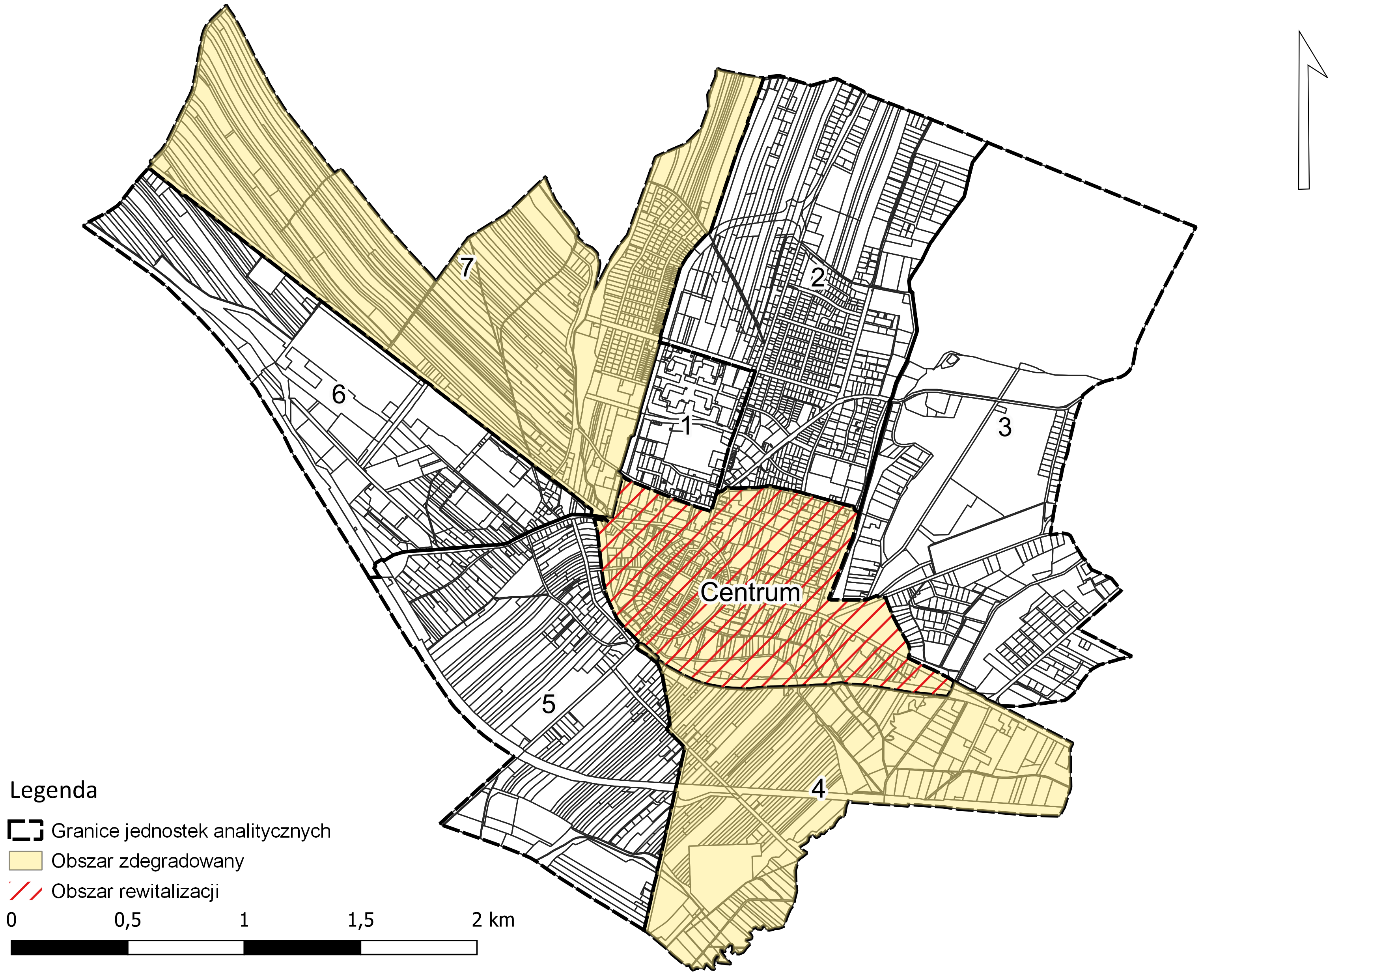 7
2
6
1
3
Centrum
5
4
Legenda
Granice jednostek analitycznych
Obszar zdegradowany
Obszar rewitalizacji
0 0,5 1 1,5 2 km